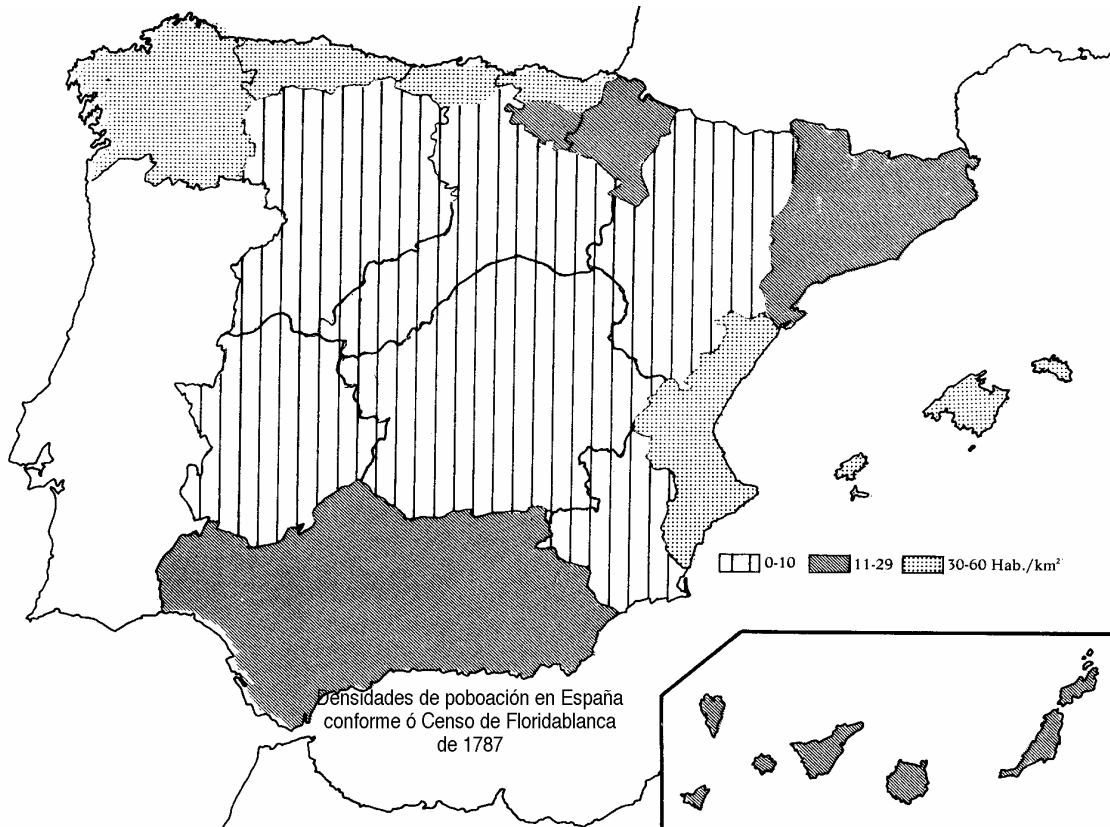 0-10 11-29 30-60 Hab./km²
Densidades de poboación en España
conforme ó Censo de Floridablanca
de 1787